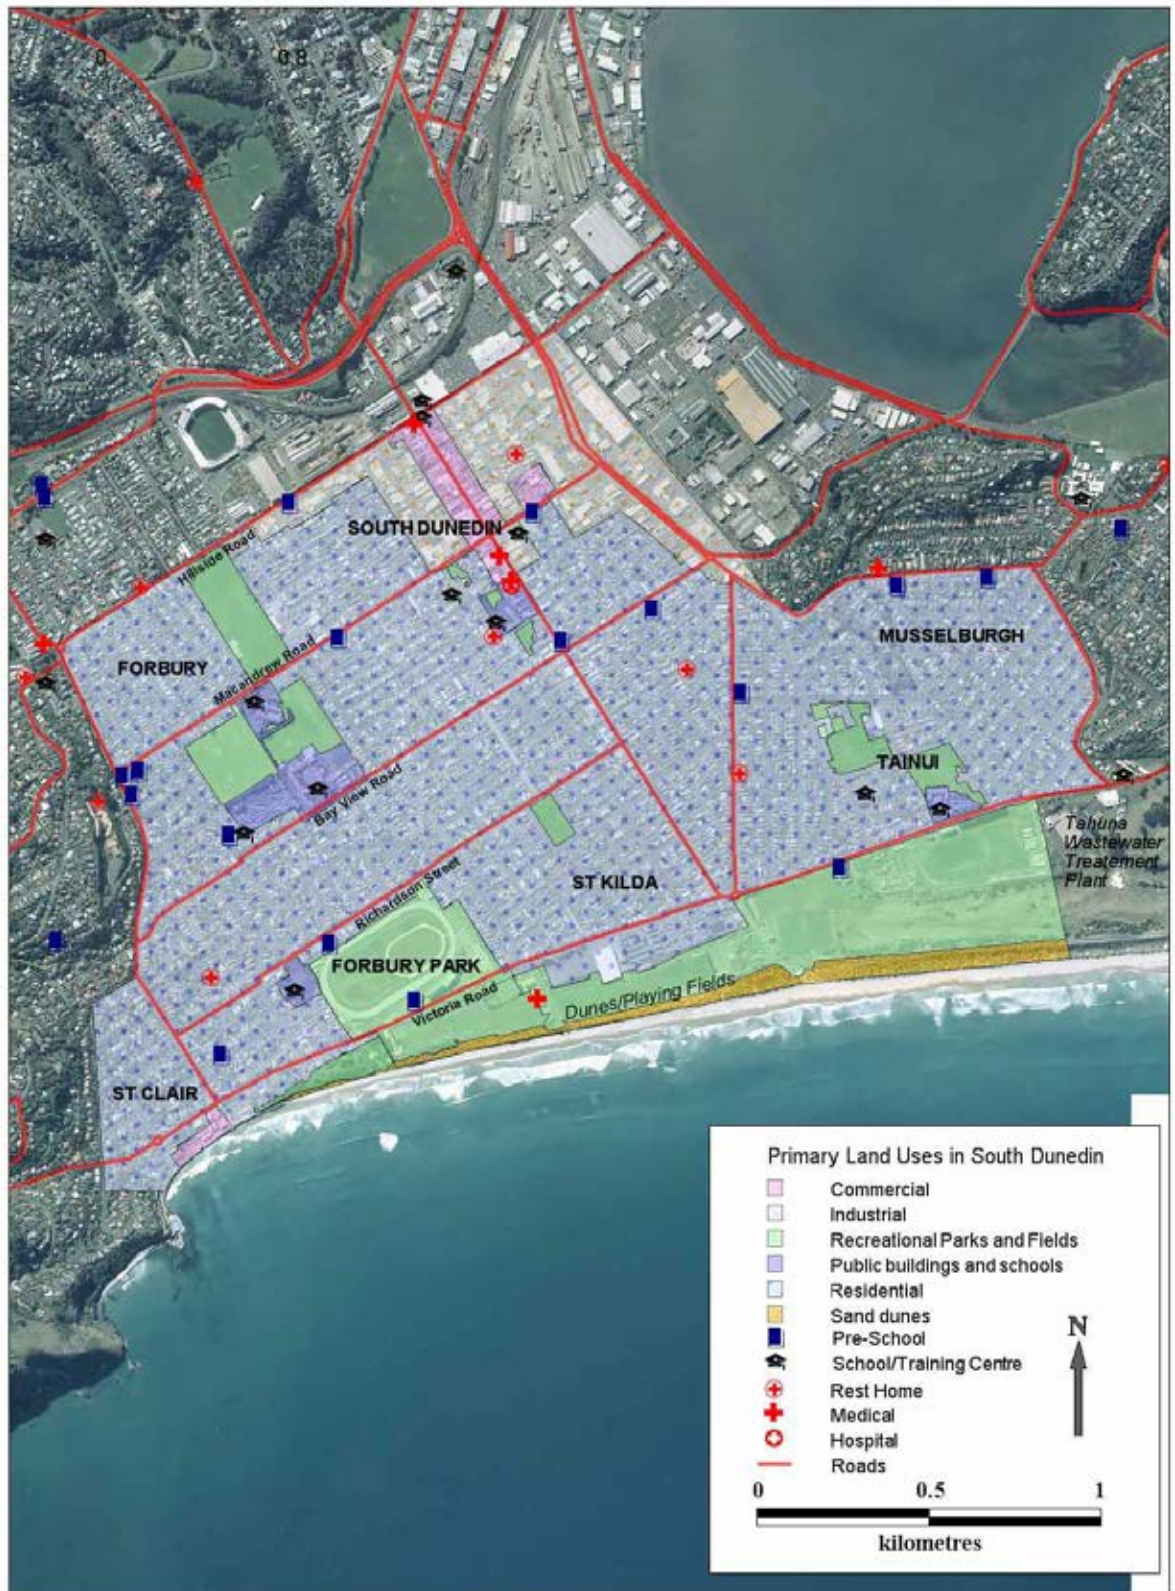 0 0.8
SOUTH DUNEDIN
Hillside Road
FORBURY
Macandrew Road
MUSSELBURGH
TAINUI
Bay View Road
Tahuna
Wastewater
Treatement
Plant
ST KILDA
Richardson Street
FORBURY PARK
Victoria Road
Dunes/Playing Fields
ST CLAIR
Primary Land Uses in South Dunedin
Commercial
Industrial
Recreational Parks and Fields
Public buildings and schools
Residential
Sand dunes
Pre-School
School/Training Centre
Rest Home
Medical
Hospital
Roads
N
0 0.5 1
kilometres